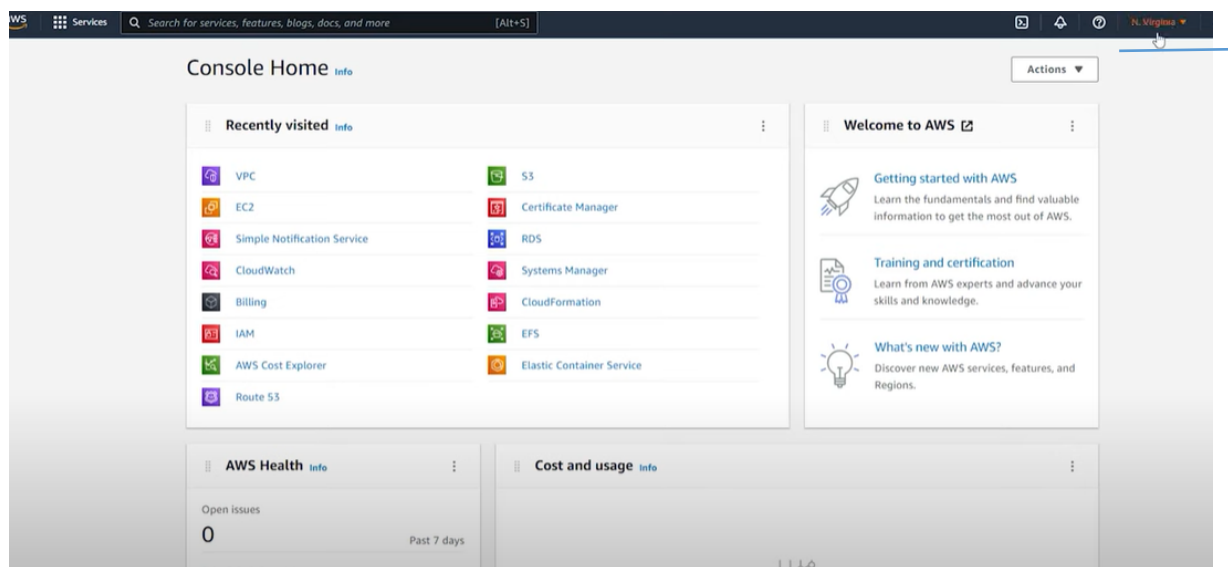 aws
Services
Search for services, features, blogs, docs, and more
[Alt+S]
N. Virginia
Console Home Info
Actions
Recently visited Info
VPC
EC2
Simple Notification Service
CloudWatch
Billing
IAM
AWS Cost Explorer
Route 53
S3
Certificate Manager
RDS
Systems Manager
CloudFormation
EFS
Elastic Container Service
Welcome to AWS
Getting started with AWS
Learn the fundamentals and find valuable
information to get the most out of AWS.
Training and certification
Learn from AWS experts and advance your
skills and knowledge.
What's new with AWS?
Discover new AWS services, features, and
Regions.
AWS Health Info
Open issues
0
Past 7 days
Cost and usage Info